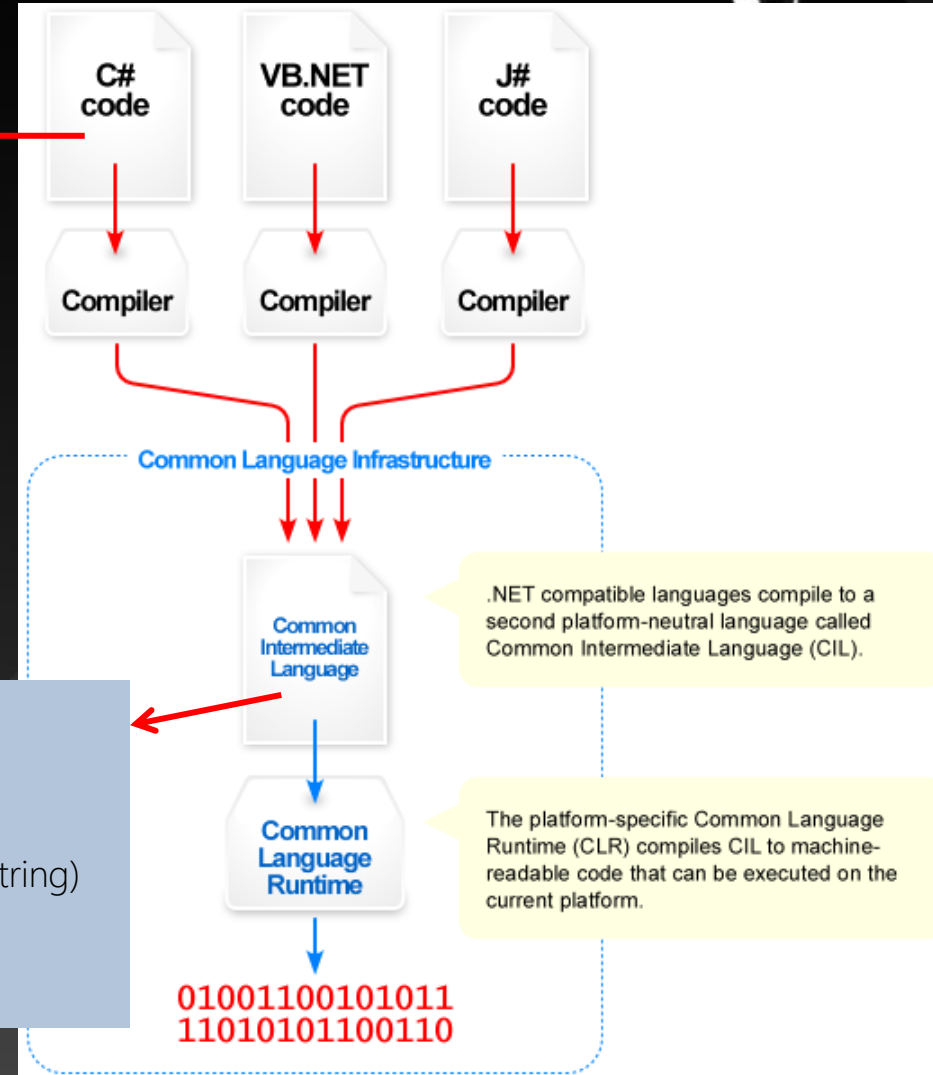 C#
code
VB.NET
code
J#
code
Compiler
Compiler
Compiler
Common Language Infrastructure
Common
Intermediate
Language
.NET compatible languages compile to a
second platform-neutral language called
Common Intermediate Language (CIL).
tring)
Common
Language
Runtime
The platform-specific Common Language
Runtime (CLR) compiles CIL to machine-
readable code that can be executed on the
current platform.
01001100101011
11010101100110